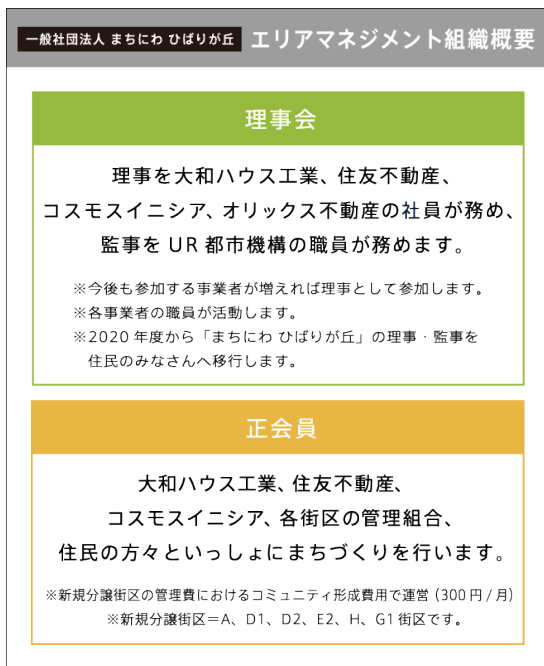 一般社団法人 まちにわ ひばりが丘 エリアマネジメント組織概要
理事会
理事を大和ハウス工業、住友不動産、
コスモスイニシア、オリックス不動産の社員が務め、
監事を UR 都市機構の職員が務めます。
※今後も参加する事業者が増えれば理事として参加します。
※各事業者の職員が活動します。
※2020 年度から「まちにわ ひばりが丘」の理事・監事を
住民のみなさんへ移行します。
正会員
大和ハウス工業、住友不動産、
コスモスイニシア、各街区の管理組合、
住民の方々といっしょにまちづくりを行います。
※新規分譲街区の管理費におけるコミュニティ形成費用で運営（300 円 / 月）
※新規分譲街区＝A、D1、D2、E2、H、G1 街区です。